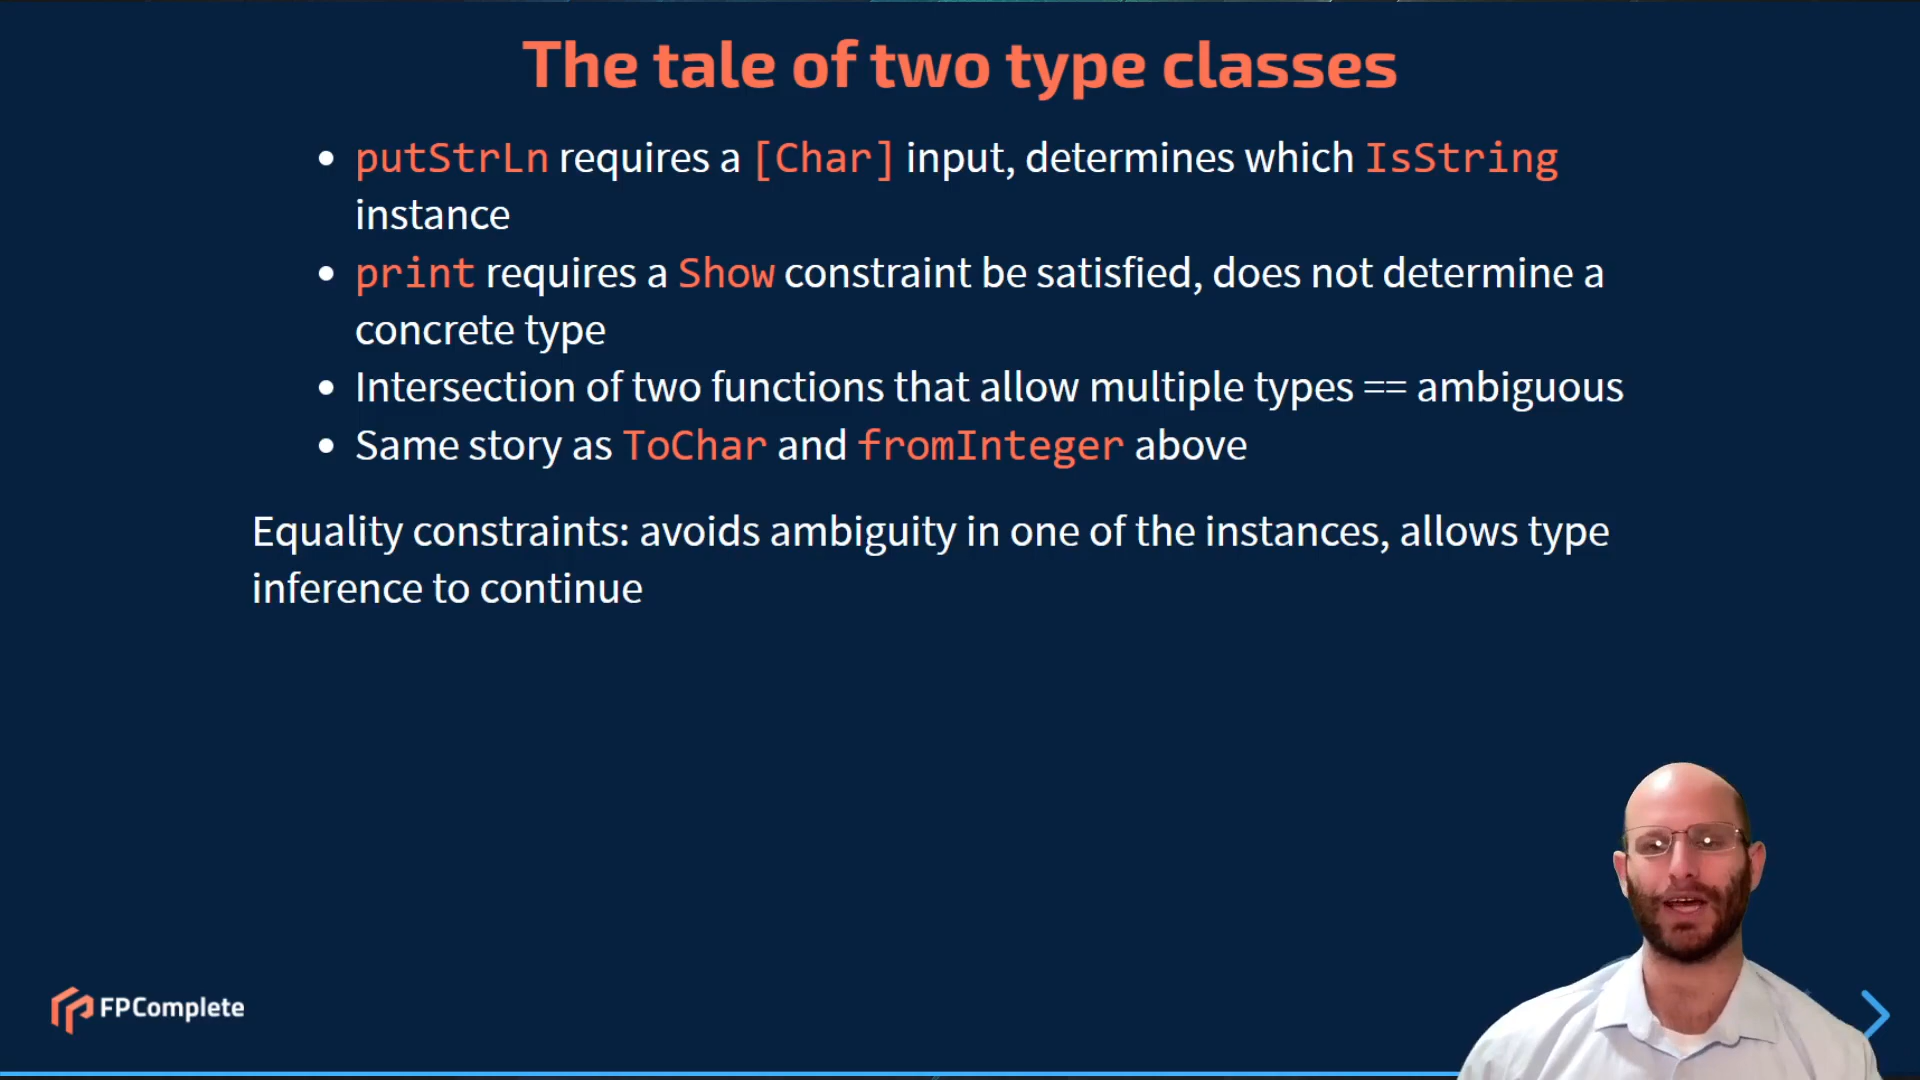 The tale of two type classes
putStrLn requires a [Char] input, determines which IsString
instance
print requires a Show constraint be satisfied, does not determine a
concrete type
Intersection of two functions that allow multiple types == ambiguous
Same story as ToChar and fromInteger above
Equality constraints: avoids ambiguity in one of the instances, allows type
inference to continue
FPComplete